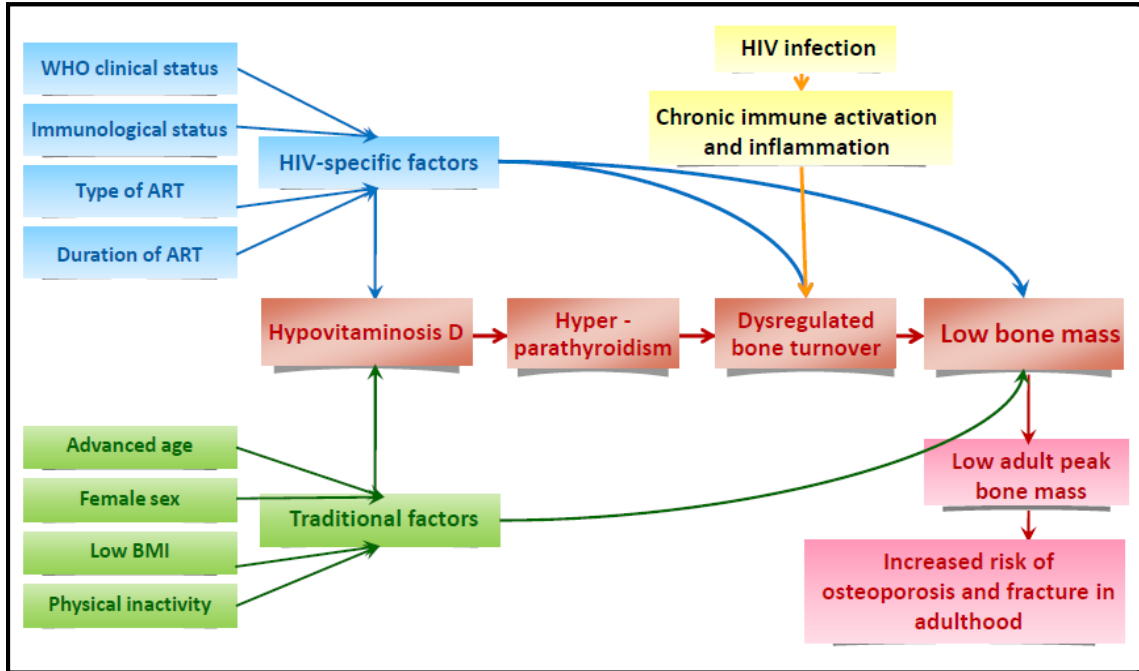 WHO clinical status
Immunological status
Type of ART
Duration of ART
HIV-specific factors
HIV infection
Chronic immune activation
and inflammation
Hypovitaminosis D
Hyper -
parathyroidism
Dysregulated
bone turnover
Low bone mass
Advanced age
Female sex
Low BMI
Physical inactivity
Traditional factors
Low adult peak
bone mass
Increased risk of
osteoporosis and fracture in
adulthood